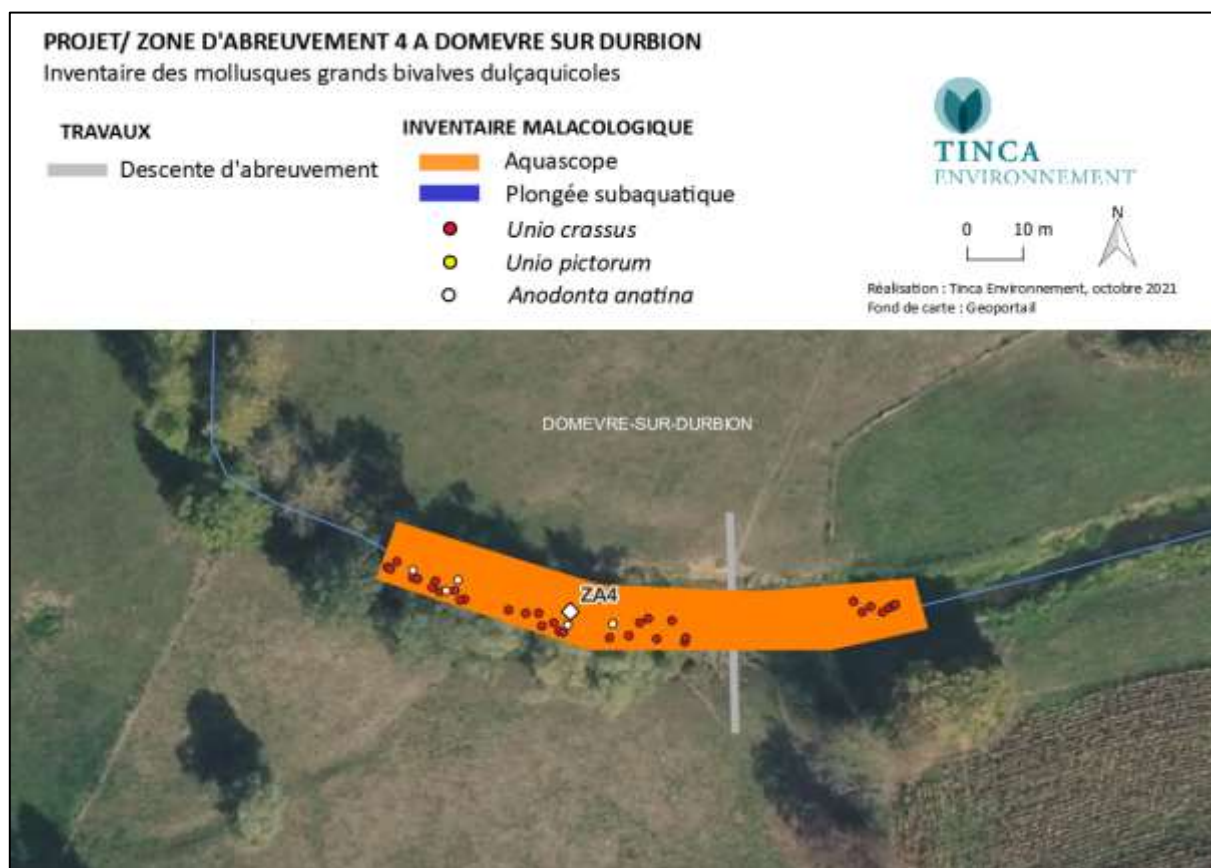 PROJET/ ZONE D'ABREUVEMENT 4 A DOMEVRE SUR DURBION
Inventaire des mollusques grands bivalves dulçaquicoles
TRAVAUX
Descente d'abreuvement
INVENTAIRE MALACOLOGIQUE
Aquascope
Plongée subaquatique
Unio crassus
Unio pictorum
Anodonta anatina
TINCA
ENVIRONNEMENT
0 10 m
N
Réalisation : Tinca Environnement, octobre 2021
Fond de carte : Geoportail
DOMEVRE-SUR-DURBION
ZA4